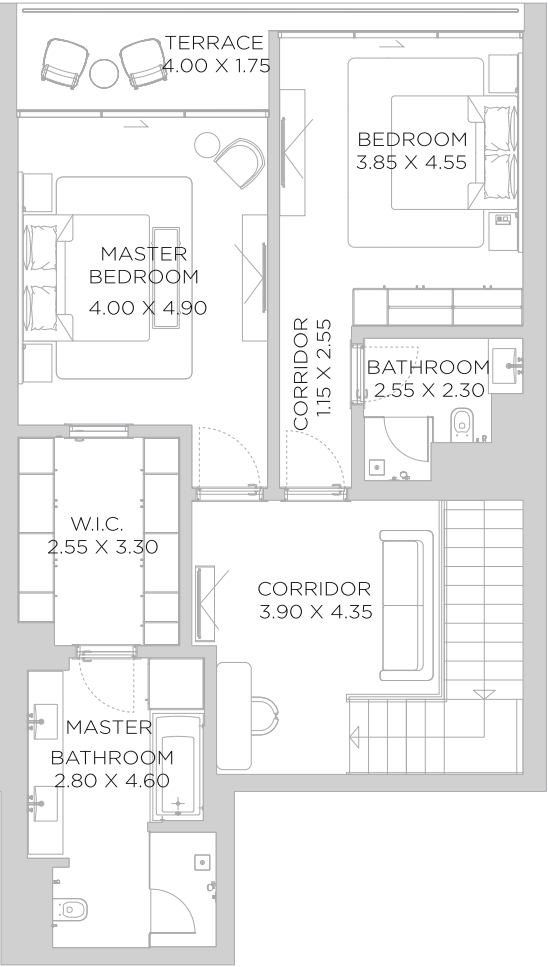 TERRACE
4.00 X 1.75
BEDROOM
3.85 X 4.55
MASTER
BEDROOM
4.00 X 4.90
CORRIDOR
1.15 X 2.55
BATHROOM
2.55 X 2.30
W.I.C.
2.55 X 3.30
CORRIDOR
3.90 X 4.35
MASTER
BATHROOM
2.80 X 4.60